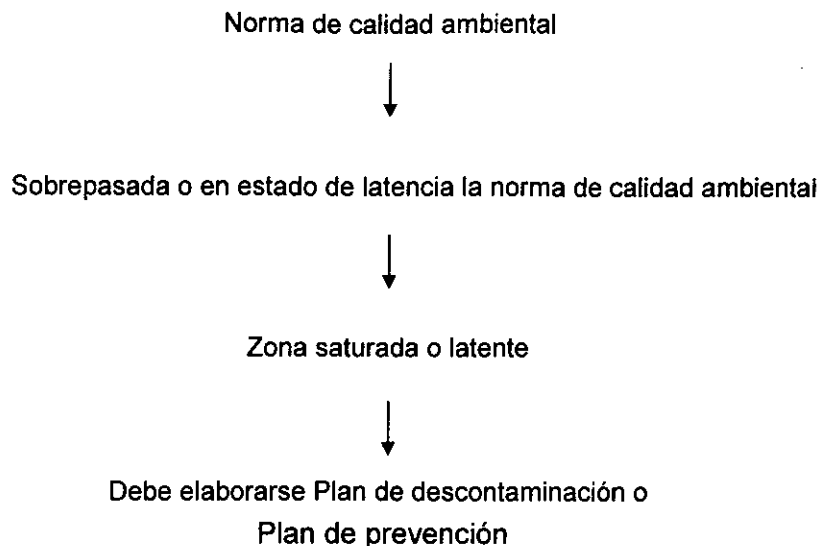 Norma de calidad ambiental
Sobrepasada o en estado de latencia la norma de calidad ambiental
Zona saturada o latente
Debe elaborarse Plan de descontaminación o
Plan de prevención